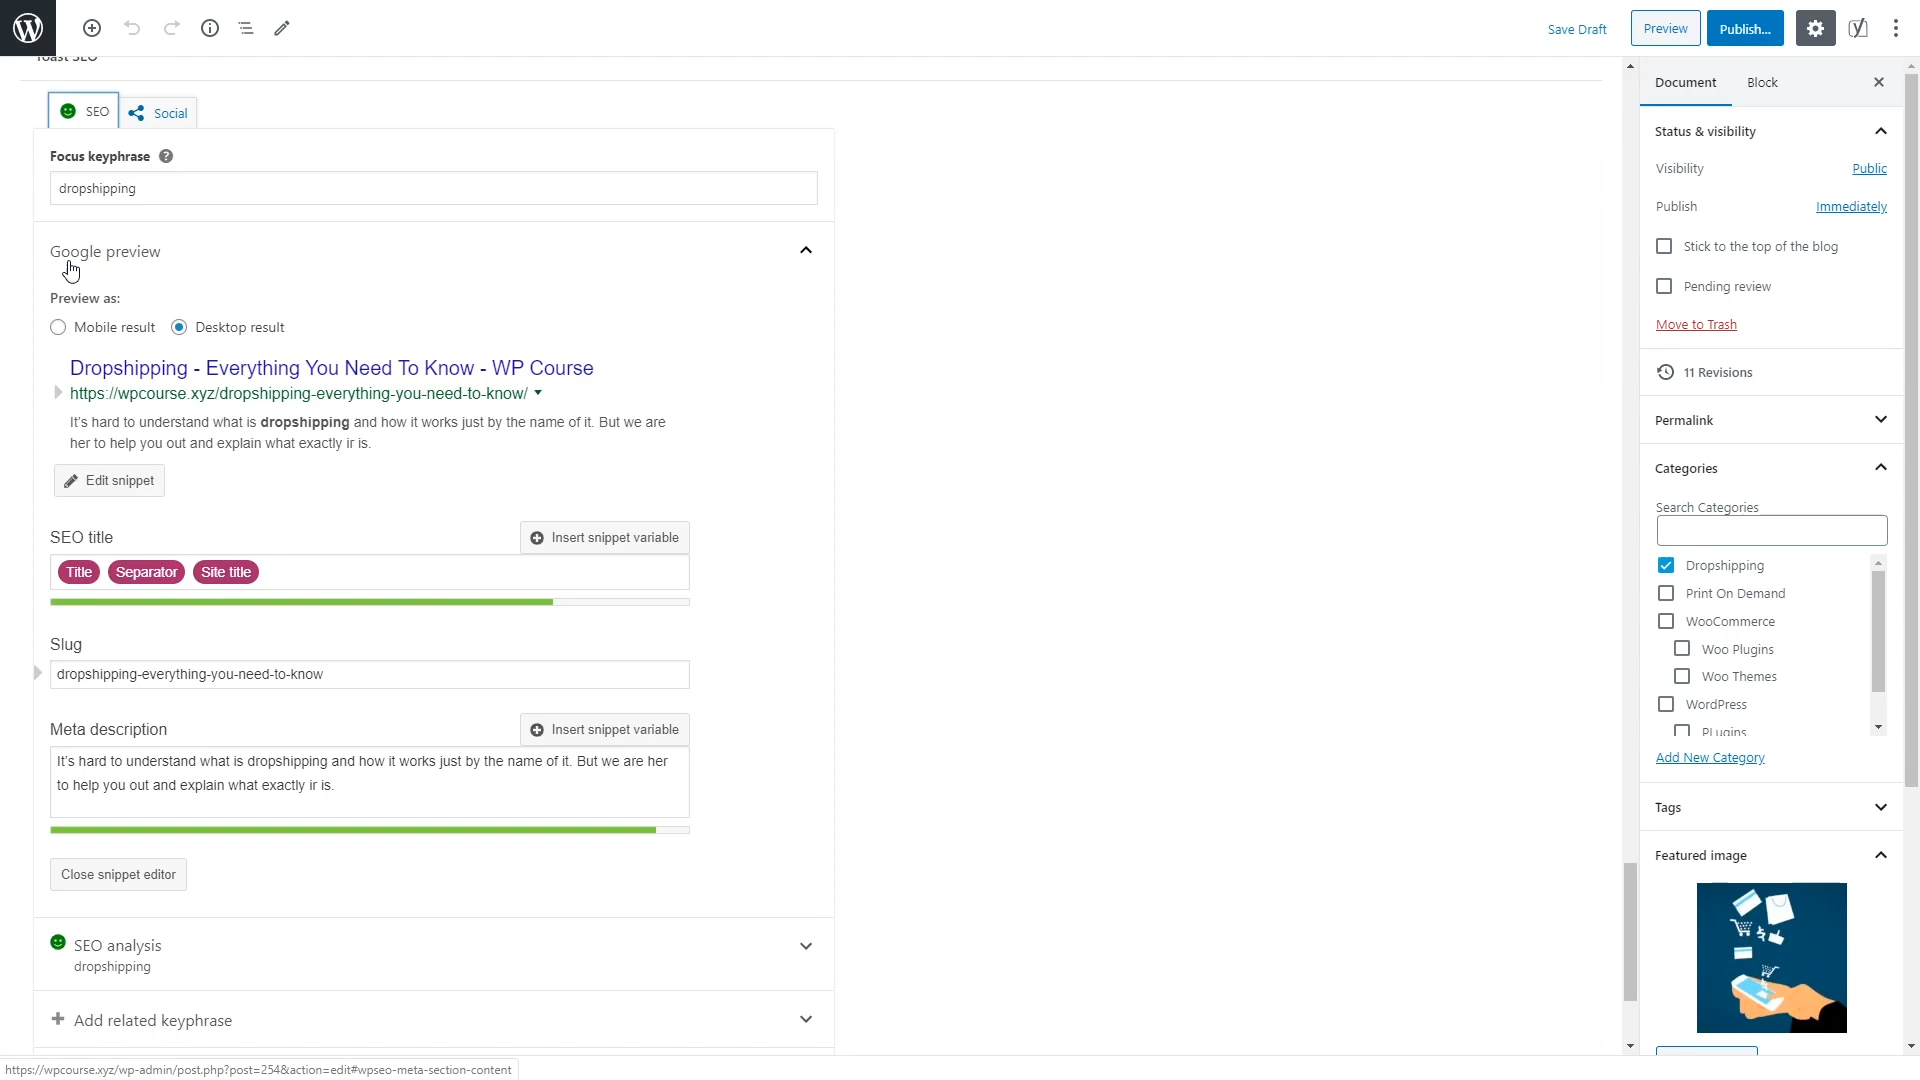 Save Draft
Preview
Publish...
Yoast SEO
SEO
Social
Focus keyphrase
dropshipping
Google preview
Preview as:
Mobile result
Desktop result
Dropshipping - Everything You Need To Know - WP Course
https://wpcourse.xyz/dropshipping-everything-you-need-to-know/
It's hard to understand what is dropshipping and how it works just by the name of it. But we are
her to help you out and explain what exactly ir is.
Edit snippet
SEO title
Insert snippet variable
Title Separator Site title
Slug
dropshipping-everything-you-need-to-know
Meta description
Insert snippet variable
It's hard to understand what is dropshipping and how it works just by the name of it. But we are her
to help you out and explain what exactly ir is.
Close snippet editor
SEO analysis
dropshipping
Add related keyphrase
https://wpcourse.xyz/wp-admin/post.php?post=254&action=edit#wpseo-meta-section-content
Document
Block
Status & visibility
Visibility
Public
Publish
Immediately
Stick to the top of the blog
Pending review
Move to Trash
11 Revisions
Permalink
Categories
Search Categories
Dropshipping
Print On Demand
WooCommerce
Woo Plugins
Woo Themes
WordPress
PLugins
Add New Category
Tags
Featured image